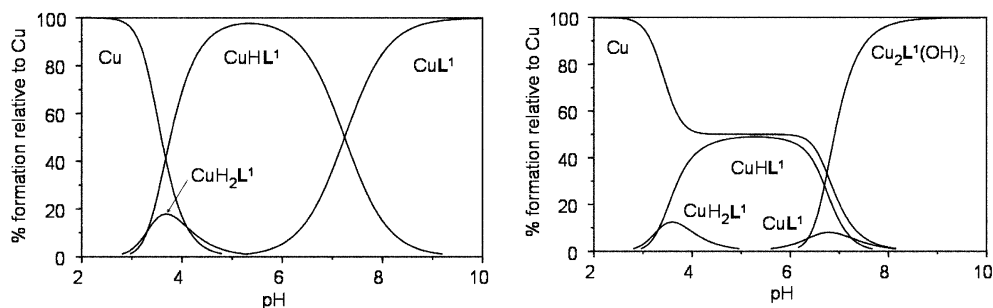 % formation relative to Cu
100
80
60
40
20
0
Cu
CuHL¹
CuL¹
CuH₂L¹
2
4
6
8
10
pH
% formation relative to Cu
100
80
60
40
20
0
Cu
Cu₂L¹(OH)₂
CuHL¹
CuH₂L¹
CuL¹
2
4
6
8
10
pH